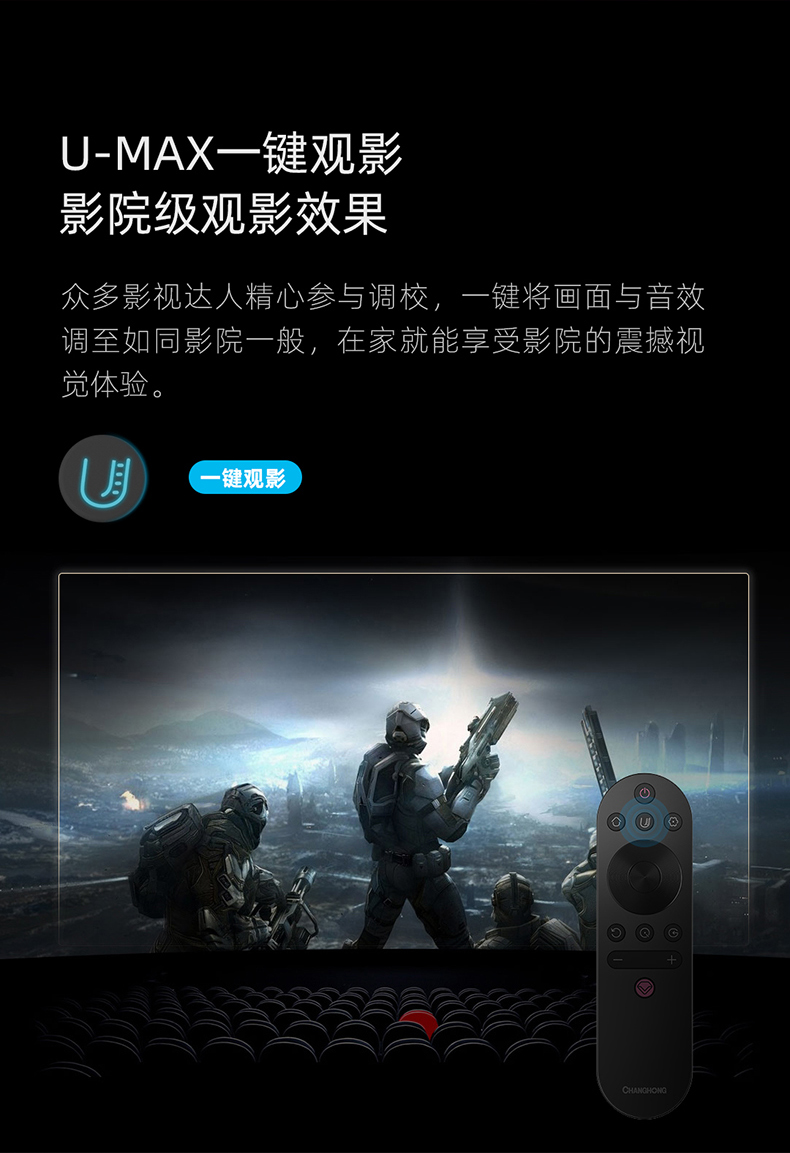 U-MAX一键观影
影院级观影效果
众多影视达人精心参与调校，一键将画面与音效
调至如同影院一般，在家就能享受影院的震撼视
觉体验。
一键观影
CHANGHONG